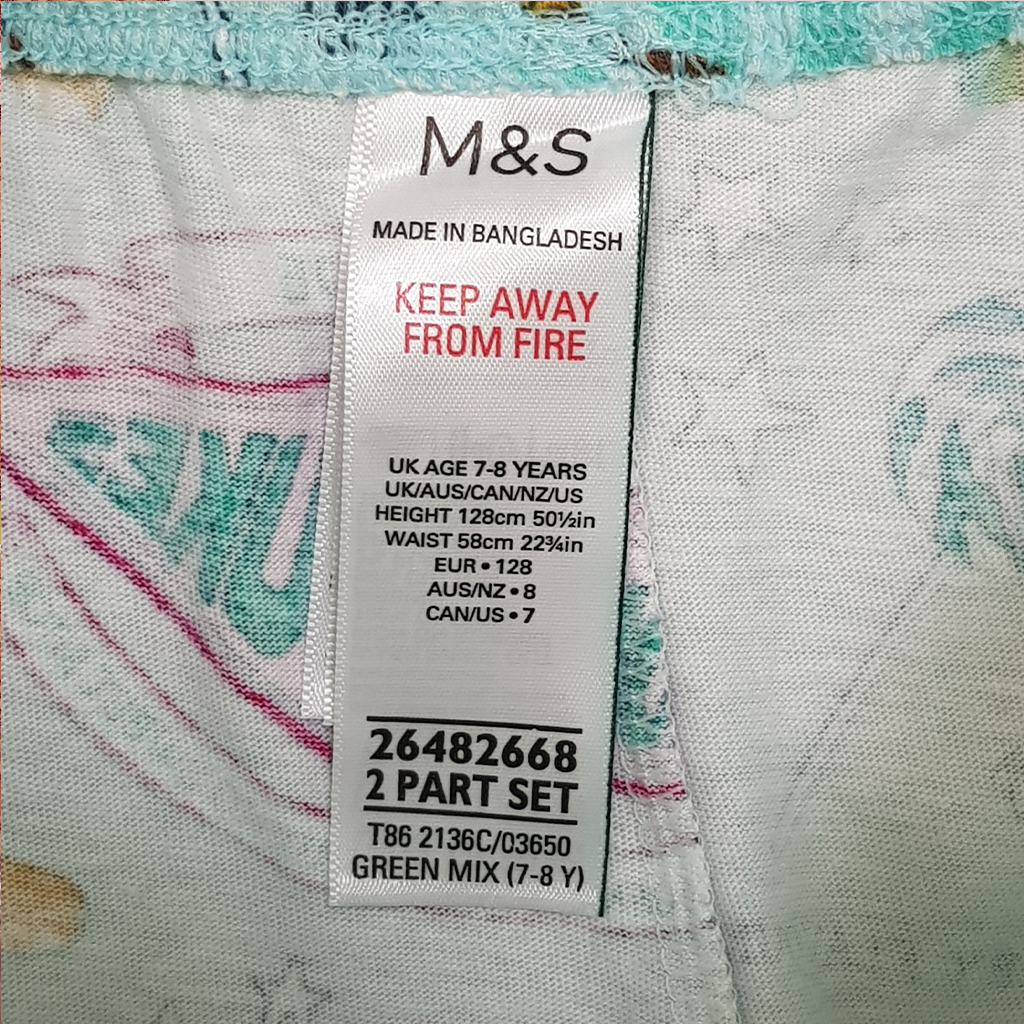 M&S
MADE IN BANGLADESH
KEEP AWAY
FROM FIRE
UK AGE 7-8 YEARS
UK/AUS/CAN/NZ/US
HEIGHT 128cm 50½in
WAIST 58cm 22¾in
EUR • 128
AUS/NZ • 8
CAN/US • 7
26482668
2 PART SET
T86 2136C/03650
GREEN MIX (7-8 Y)